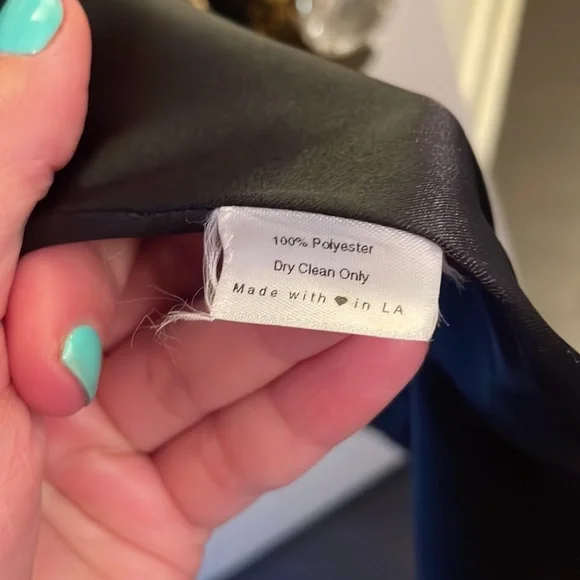 100% Polyester
Dry Clean Only
Made with ♥ in LA